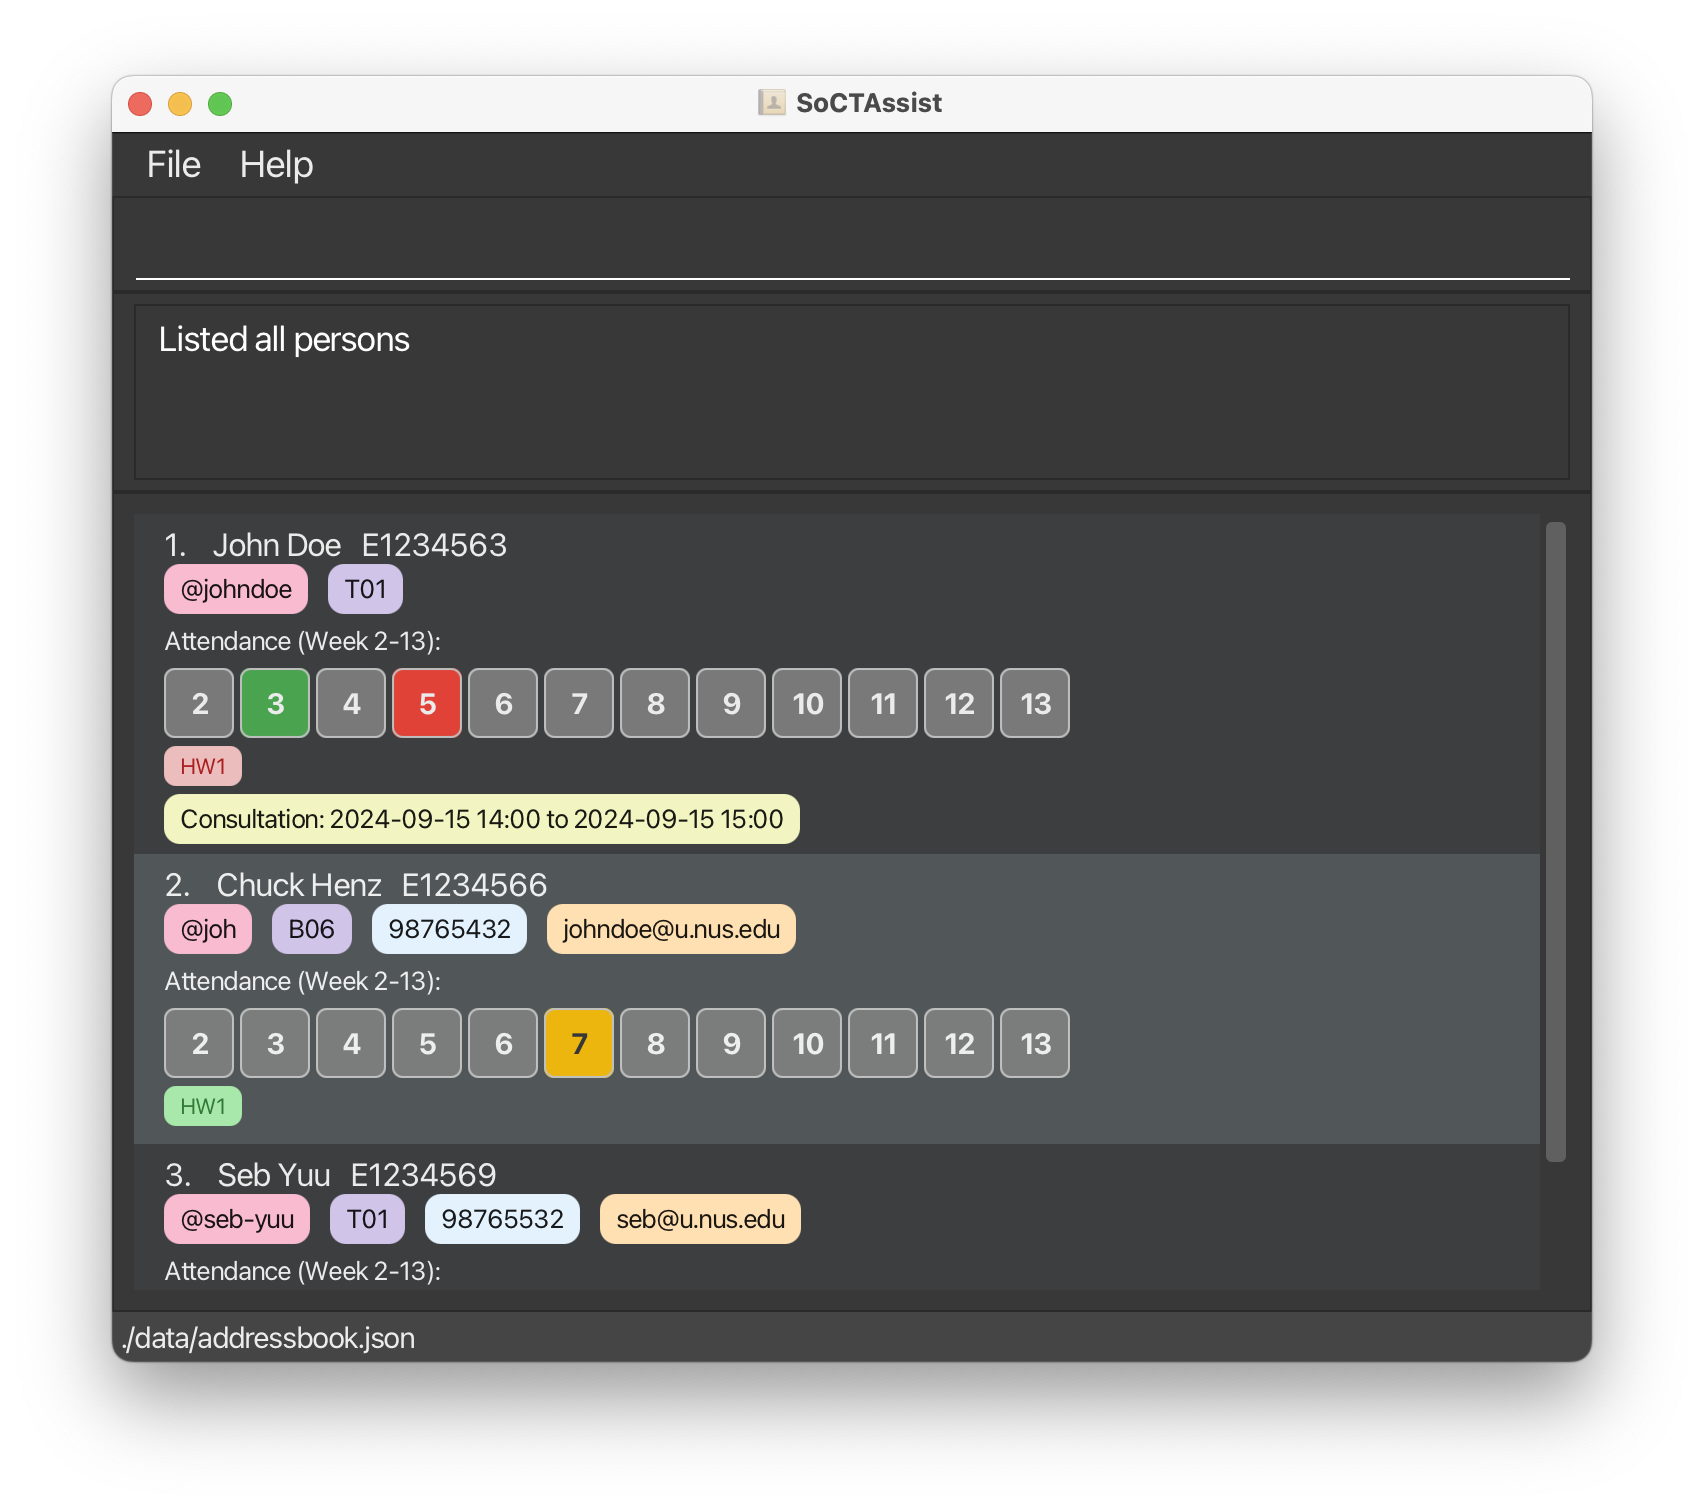 SoCTAssist
File Help
Listed all persons
1. John Doe E1234563
@johndoe T01
Attendance (Week 2-13):
2 3 4 5 6 7 8 9 10 11 12 13
HW1
Consultation: 2024-09-15 14:00 to 2024-09-15 15:00
2. Chuck Henz E1234566
@joh B06 98765432 johndoe@u.nus.edu
Attendance (Week 2-13):
2 3 4 5 6 7 8 9 10 11 12 13
HW1
3. Seb Yuu E1234569
@seb-yuu T01 98765532 seb@u.nus.edu
Attendance (Week 2-13):
./data/addressbook.json